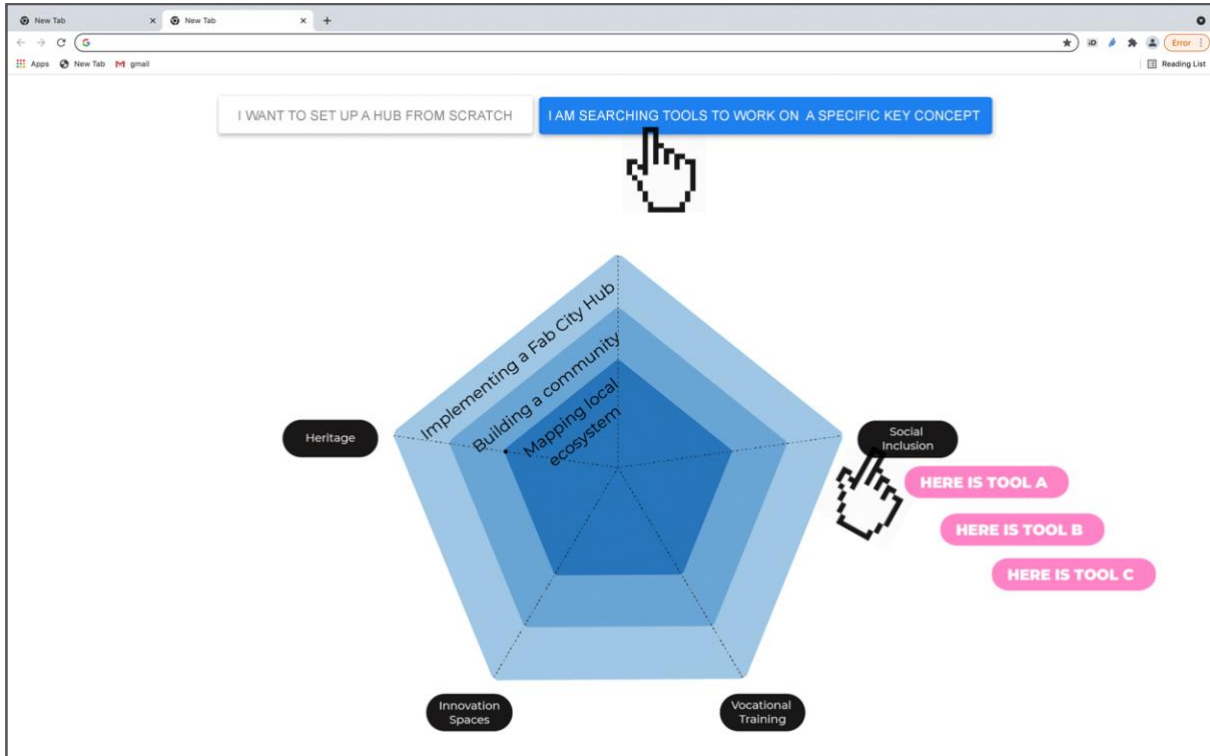 New Tab
New Tab
Error
Apps
New Tab
gmail
Reading List
I WANT TO SET UP A HUB FROM SCRATCH
I AM SEARCHING TOOLS TO WORK ON A SPECIFIC KEY CONCEPT
Implementing a Fab City Hub
Building a community
Mapping local
ecosystem
Heritage
Social
Inclusion
HERE IS TOOL A
HERE IS TOOL B
HERE IS TOOL C
Innovation
Spaces
Vocational
Training